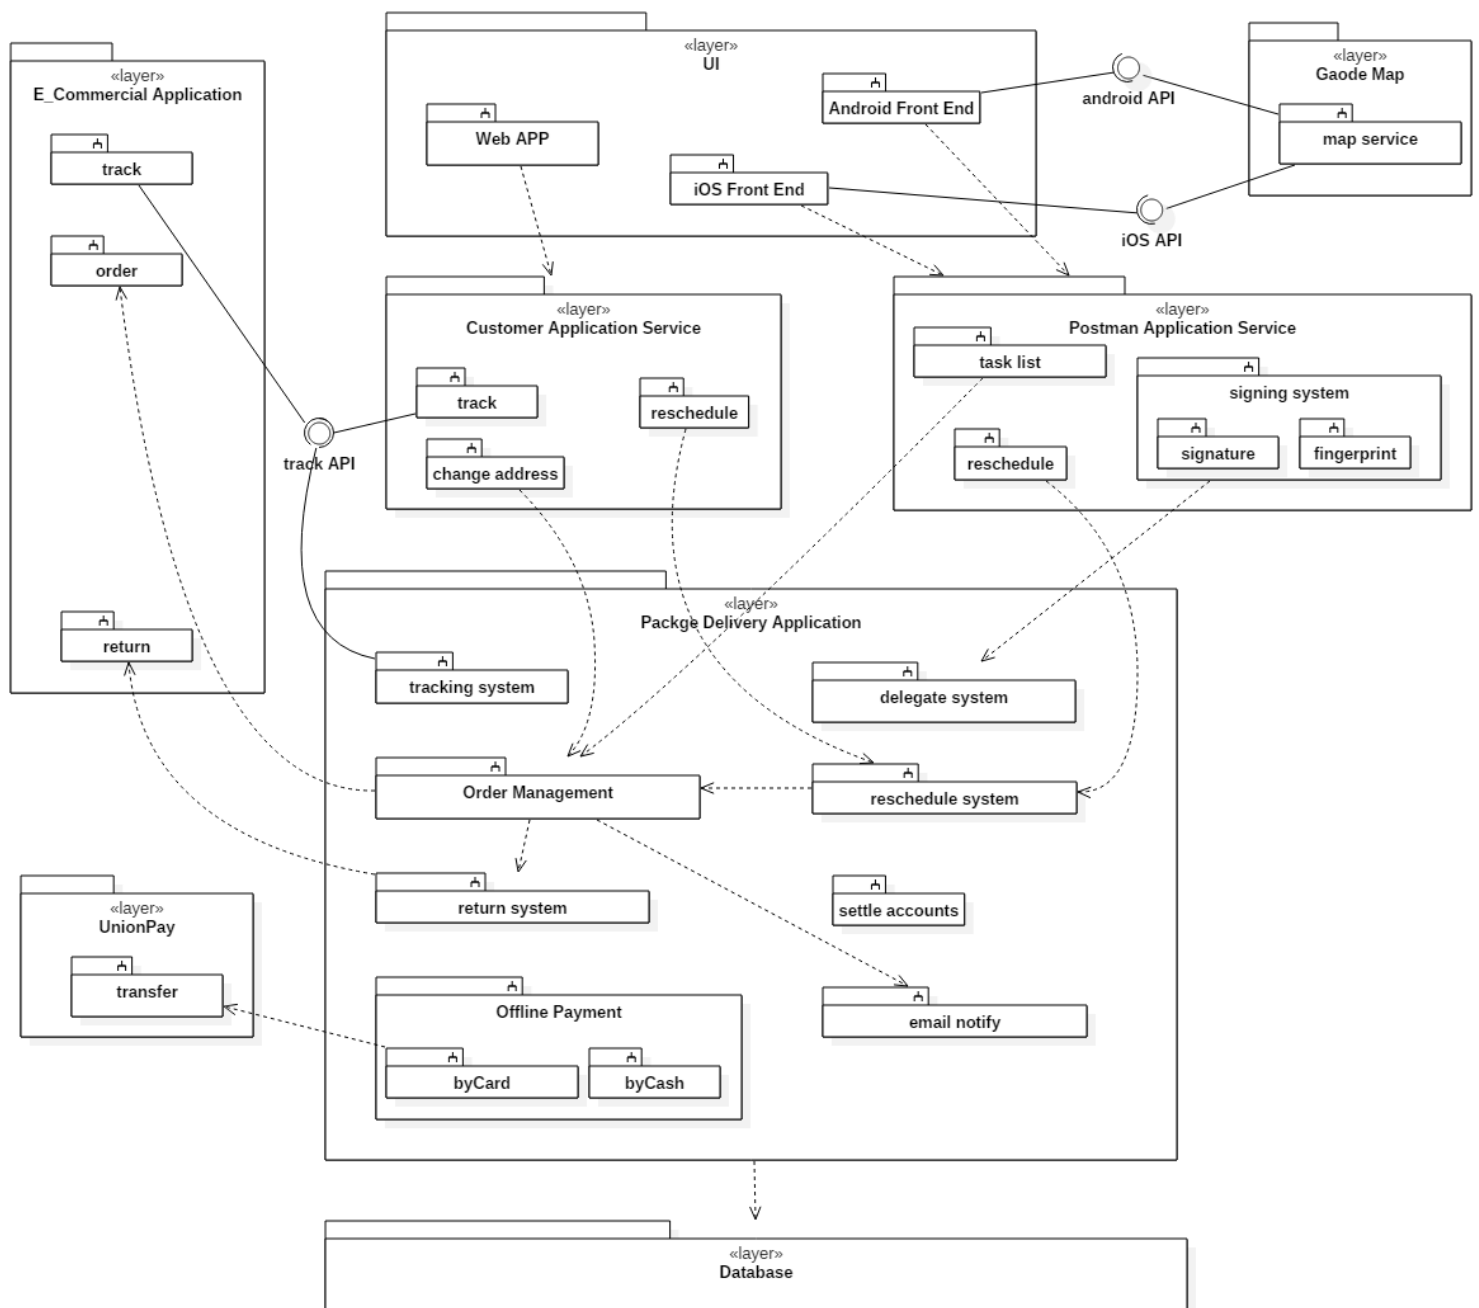 «layer»
E_Commercial Application
track
order
return
«layer»
UI
Web APP
Android Front End
iOS Front End
android API
iOS API
«layer»
Gaode Map
map service
«layer»
Customer Application Service
track
reschedule
change address
track API
«layer»
Postman Application Service
task list
signing system
signature
fingerprint
reschedule
«layer»
Packge Delivery Application
tracking system
delegate system
Order Management
reschedule system
return system
settle accounts
Offline Payment
byCard
byCash
email notify
«layer»
UnionPay
transfer
«layer»
Database